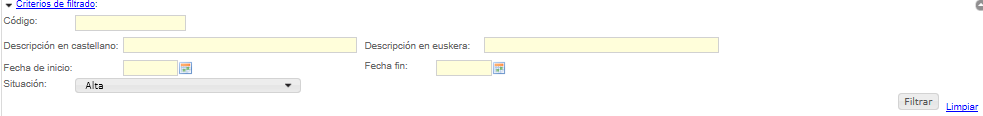 Criterios de filtrado:
Código:
Descripción en castellano: Descripción en euskera:
Fecha de inicio: Fecha fin:
Situación: Alta
Filtrar Limpiar